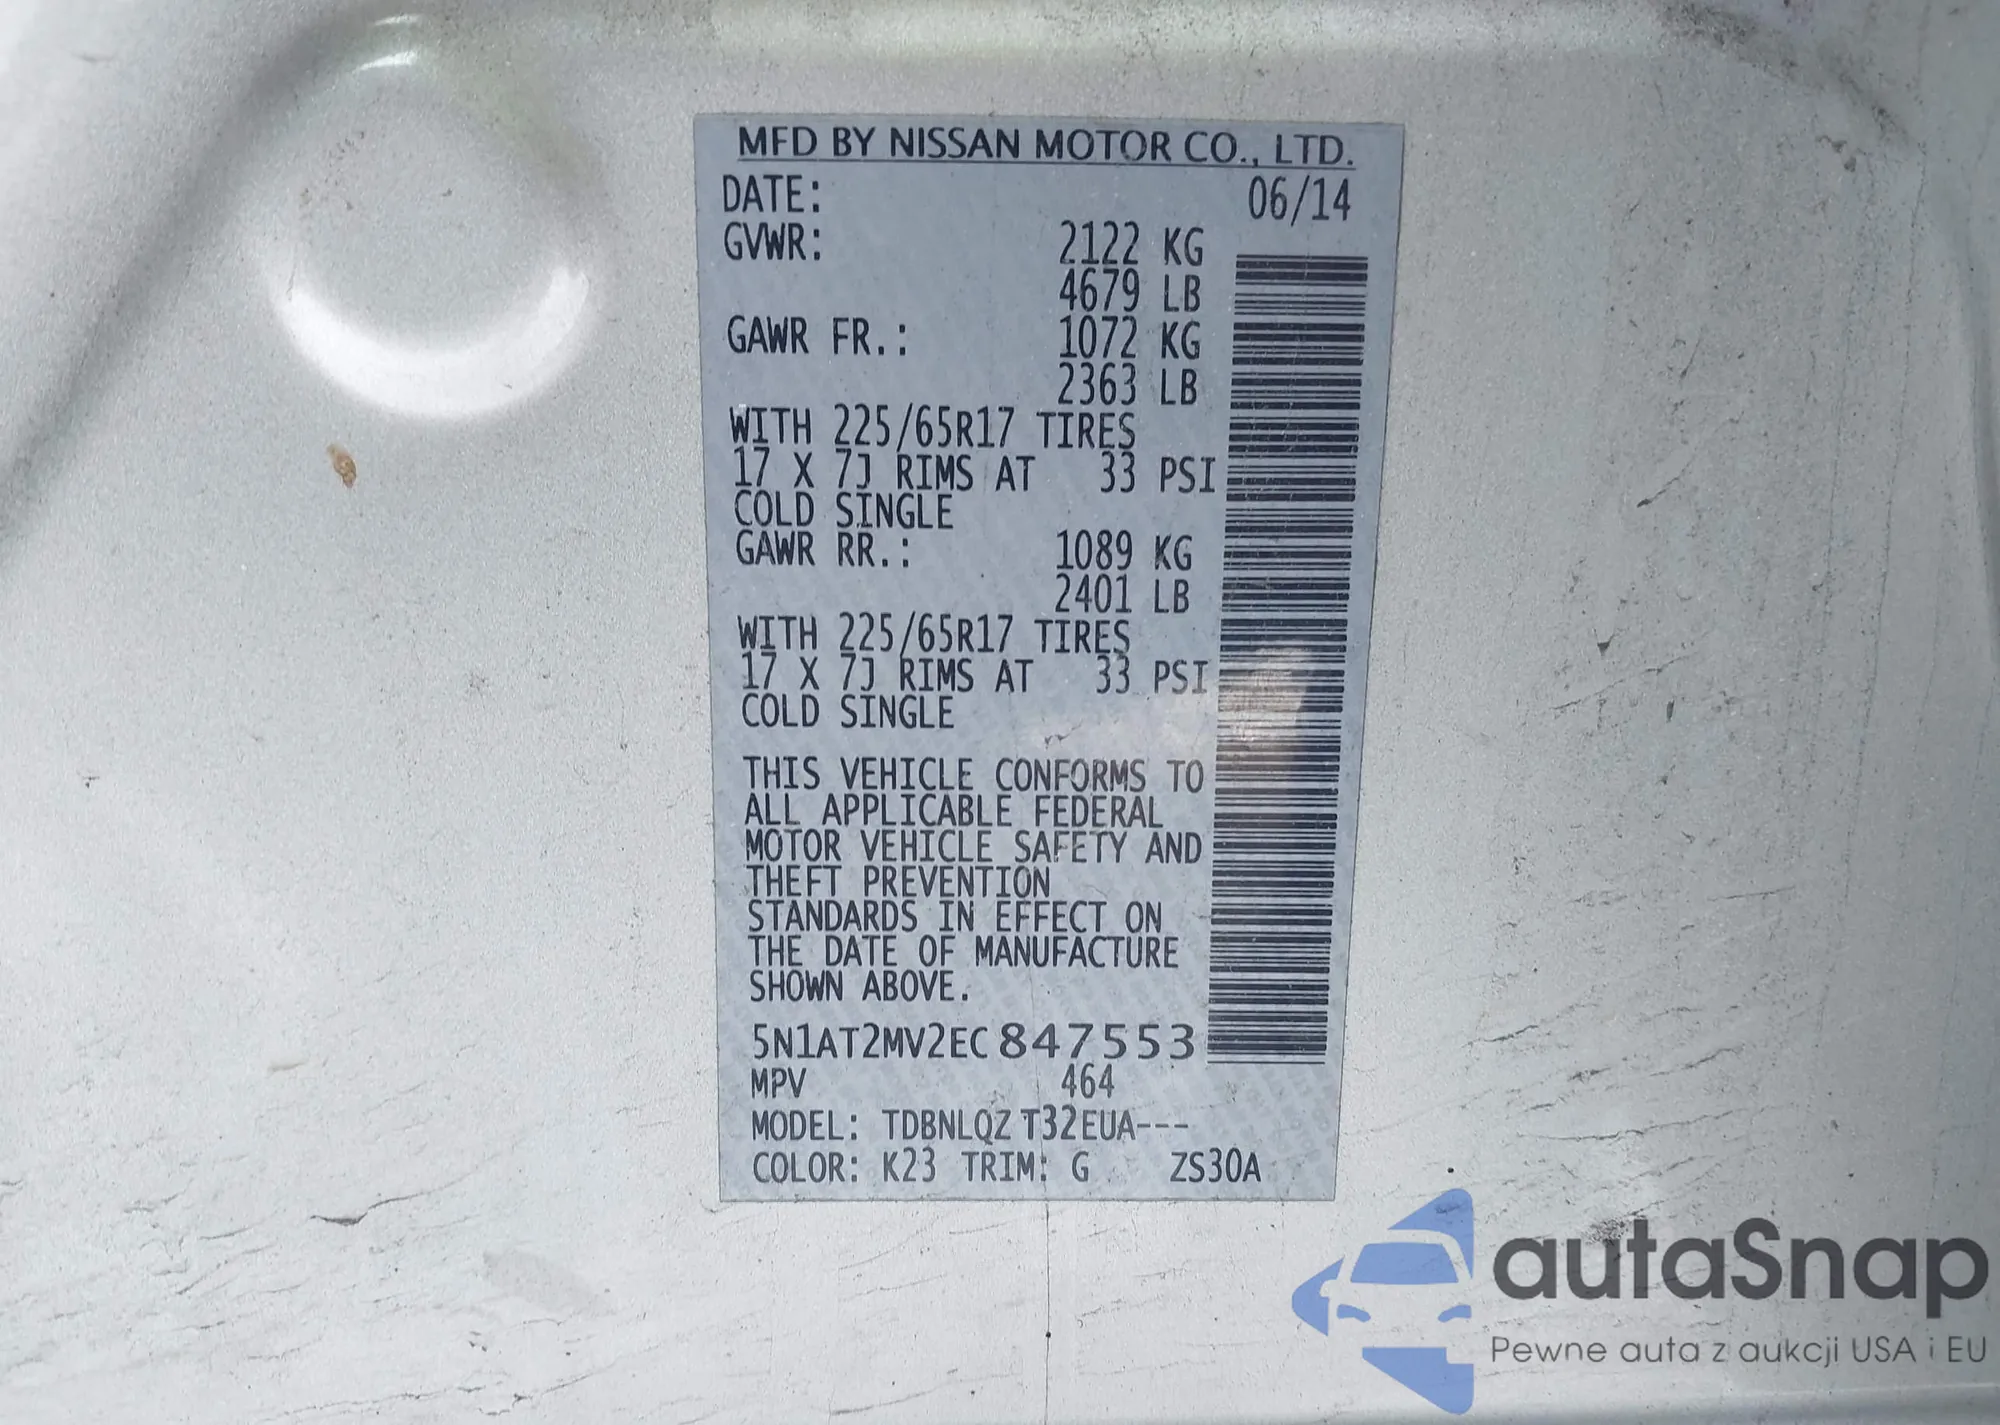 MFD BY NISSAN MOTOR CO., LTD.
DATE: 06/14
GVWR: 2122 KG
4679 LB
GAWR FR.: 1072 KG
2363 LB
WITH 225/65R17 TIRES
17 X 7J RIMS AT 33 PSI
COLD SINGLE
GAWR RR.: 1089 KG
2401 LB
WITH 225/65R17 TIRES
17 X 7J RIMS AT 33 PSI
COLD SINGLE
THIS VEHICLE CONFORMS TO
ALL APPLICABLE FEDERAL
MOTOR VEHICLE SAFETY AND
THEFT PREVENTION
STANDARDS IN EFFECT ON
THE DATE OF MANUFACTURE
SHOWN ABOVE.
5N1AT2MV2EC847553
MPV 464
MODEL: TDBNLQZ T32EUA---
COLOR: K23 TRIM: G ZS30A
autaSnap
Pewne auta z aukcji USA i EU